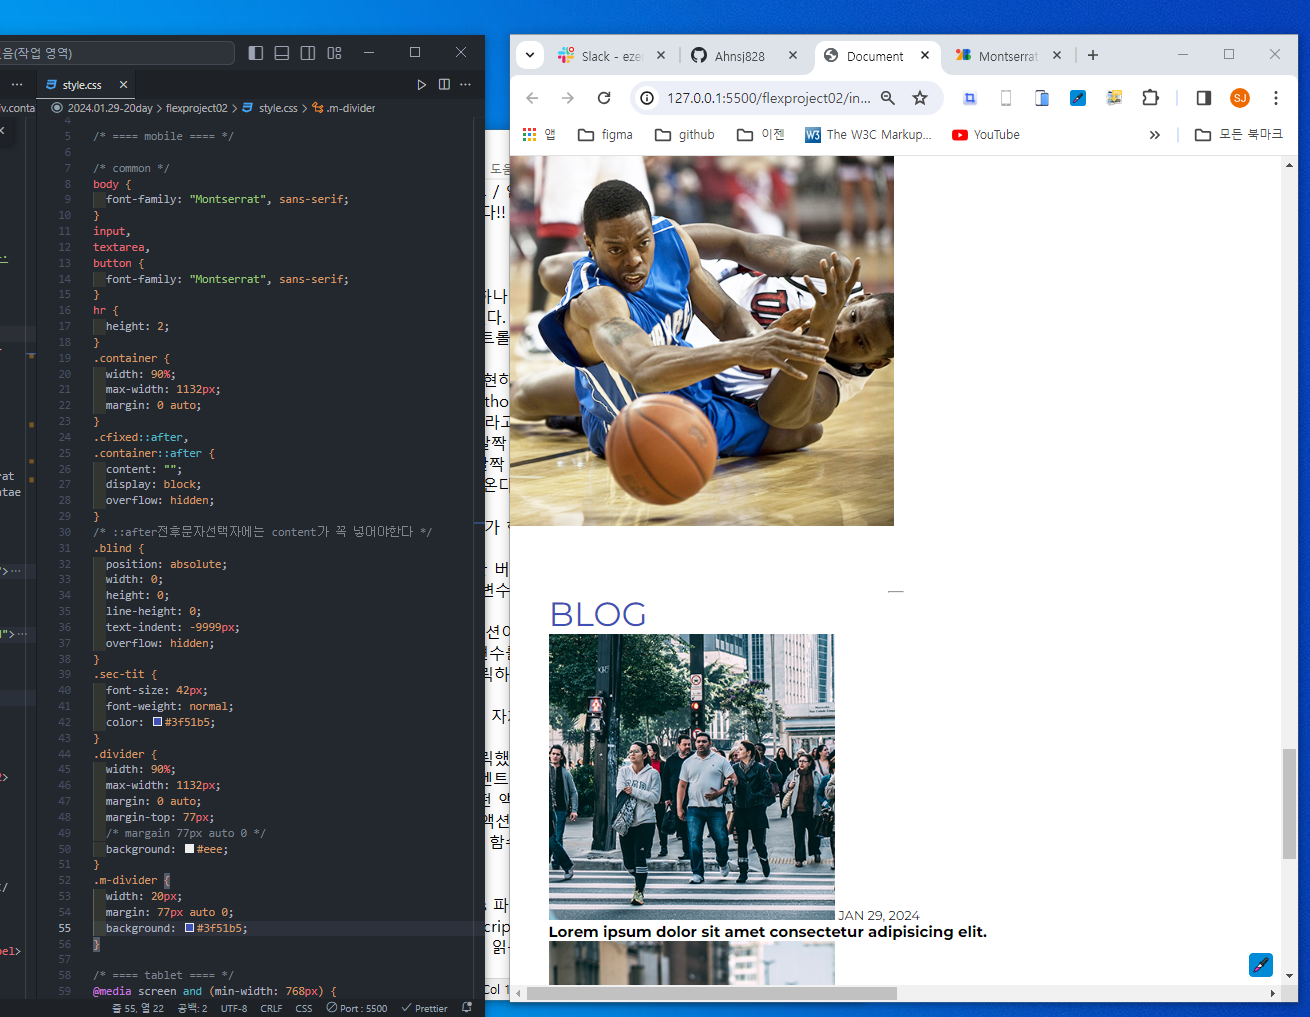 음(작업 영역)
style.css
v.conta
2024.01.29-20day > flexproject02 > style.css > .m-divider
4
5 /* ==== mobile ==== */
6
7 /* common */
8 body {
9 font-family: "Montserrat", sans-serif;
10 }
11 input,
12 textarea,
13 button {
14 font-family: "Montserrat", sans-serif;
15 }
16 hr {
17 height: 2;
18 }
19 .container {
20 width: 90%;
21 max-width: 1132px;
22 margin: 0 auto;
23 }
24 .cfixed::after,
25 .container::after {
26 content: "";
27 display: block;
28 overflow: hidden;
29 }
30 /* ::after전후문자선택자에는 content가 꼭 넣어야한다 */
31 .blind {
32 position: absolute;
33 width: 0;
34 height: 0;
35 line-height: 0;
36 text-indent: -9999px;
37 overflow: hidden;
38 }
39 .sec-tit {
40 font-size: 42px;
41 font-weight: normal;
42 color: #3f51b5;
43 }
44 .divider {
45 width: 90%;
46 max-width: 1132px;
47 margin: 0 auto;
48 margin-top: 77px;
49 /* margain 77px auto 0 */
50 background: #eee;
51 }
52 .m-divider {
53 width: 20px;
54 margin: 77px auto 0;
55 background: #3f51b5;
56 }
57
58 /* ==== tablet ==== */
59 @media screen and (min-width: 768px) {
줄 55, 열 22 공백: 2 UTF-8 CRLF CSS Port : 5500 Prettier
rat
ntae
Col 1
Slack - ezen
Ahnsj828
Document
Montserrat
127.0.0.1:5500/flexproject02/in...
SJ
앱 figma github 이젠 The W3C Markup... YouTube » 모든 북마크
BLOG
JAN 29, 2024
Lorem ipsum dolor sit amet consectetur adipisicing elit.